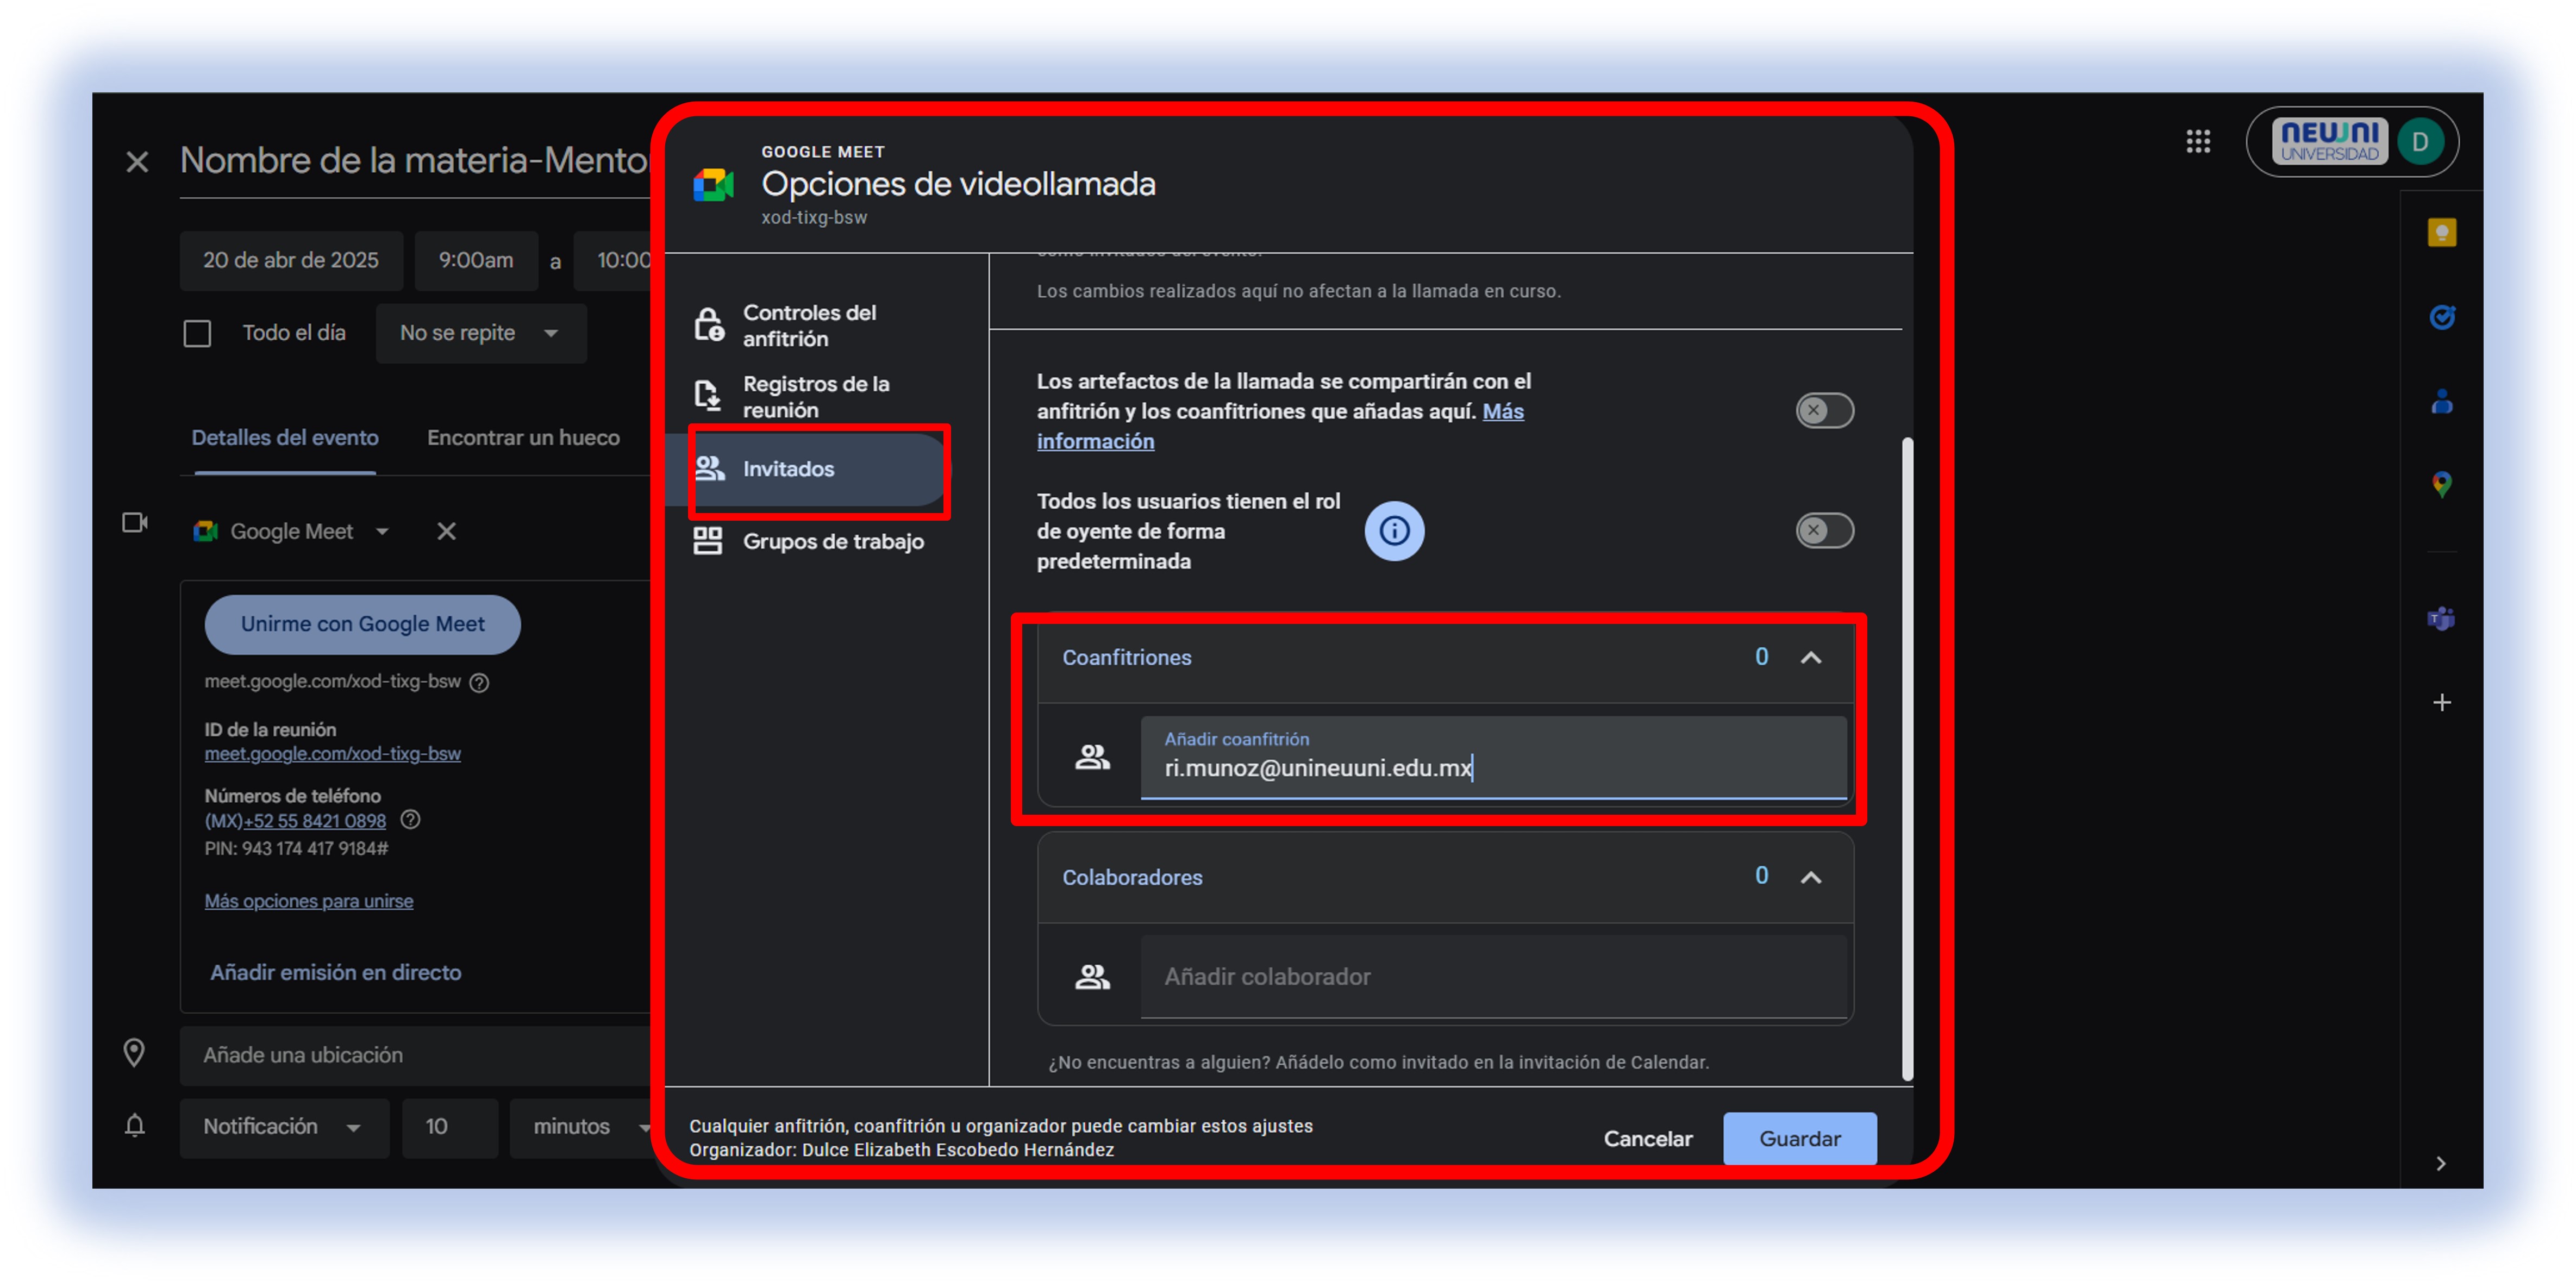 Nombre de la materia-Mento
20 de abr de 2025
9:00am
a
10:00
Todo el día
No se repite
Detalles del evento
Encontrar un hueco
Google Meet
Unirme con Google Meet
meet.google.com/xod-tixg-bsw
ID de la reunión
meet.google.com/xod-tixg-bsw
Números de teléfono
(MX)+52 55 8421 0898
PIN: 943 174 417 9184#
Más opciones para unirse
Añadir emisión en directo
Añade una ubicación
Notificación
10
minutos
GOOGLE MEET
Opciones de videollamada
xod-tixg-bsw
Controles del
anfitrión
Registros de la
reunión
Invitados
Grupos de trabajo
como invitados del evento.
Los cambios realizados aquí no afectan a la llamada en curso.
Los artefactos de la llamada se compartirán con el
anfitrión y los coanfitriones que añadas aquí. Más
información
Todos los usuarios tienen el rol
de oyente de forma
predeterminada
Coanfitriones
0
Añadir coanfitrión
ri.munoz@unineuuni.edu.mx
Colaboradores
0
Añadir colaborador
¿No encuentras a alguien? Añádelo como invitado en la invitación de Calendar.
Cualquier anfitrión, coanfitrión u organizador puede cambiar estos ajustes
Organizador: Dulce Elizabeth Escobedo Hernández
Cancelar
Guardar
NEUUNI
UNIVERSIDAD
D